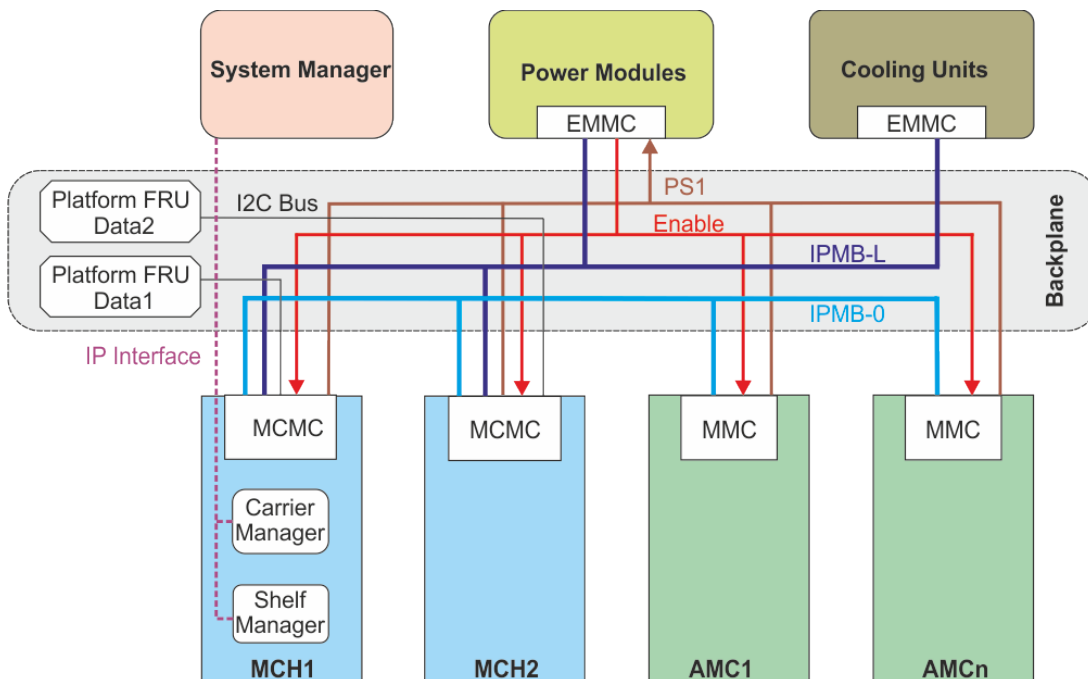 System Manager
Power Modules
Cooling Units
EMMC
EMMC
Platform FRU
Data2
I2C Bus
PS1
Enable
Platform FRU
Data1
IPMB-L
IPMB-0
Backplane
IP Interface
MCMC
MCMC
MMC
MMC
Carrier
Manager
Shelf
Manager
MCH1
MCH2
AMC1
AMCn